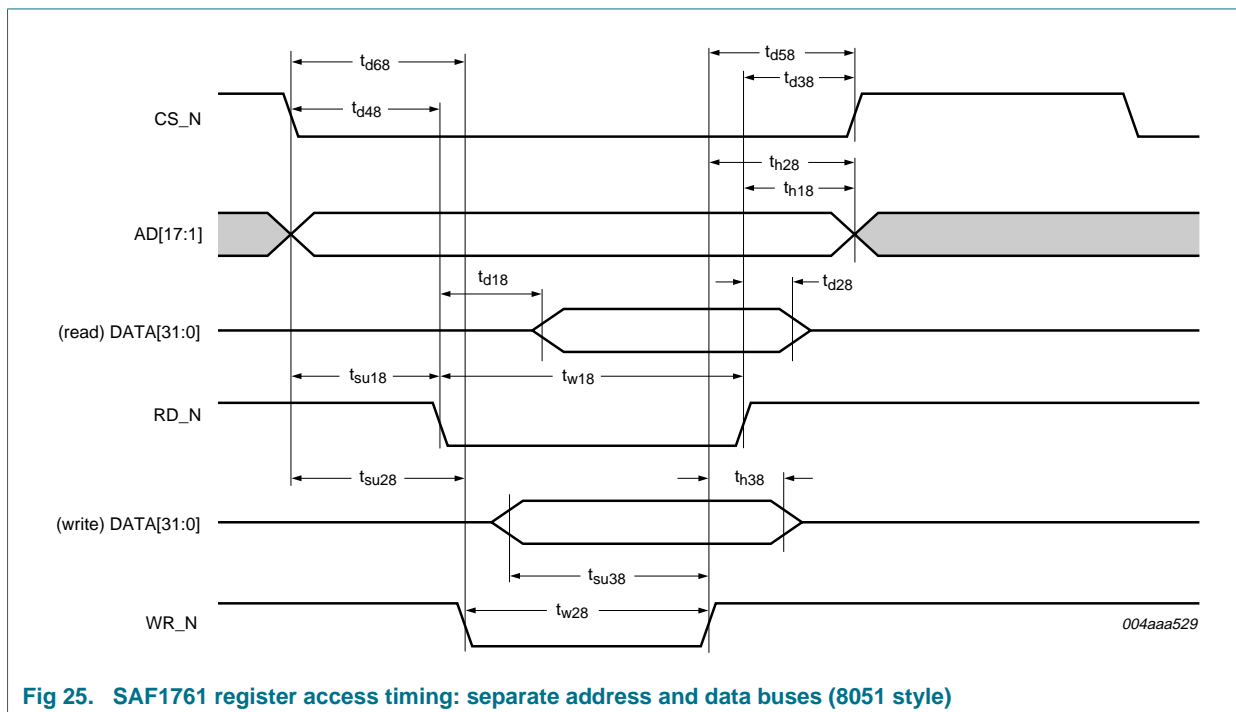 td58
td68
td38
td48
CS_N
th28
th18
AD[17:1]
td18
td28
(read) DATA[31:0]
tsu18
tw18
RD_N
tsu28
th38
(write) DATA[31:0]
tsu38
tw28
WR_N
004aaa529
Fig 25. SAF1761 register access timing: separate address and data buses (8051 style)